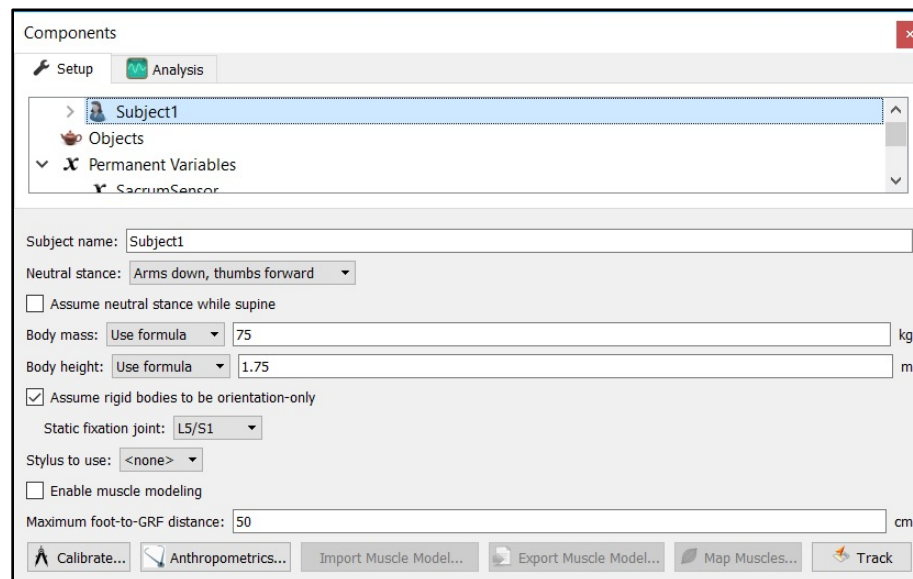 Components
Setup Analysis
Subject1
Objects
x Permanent Variables
x SacrumSensor
Subject name: Subject1
Neutral stance: Arms down, thumbs forward
Assume neutral stance while supine
Body mass: Use formula 75 kg
Body height: Use formula 1.75 m
Assume rigid bodies to be orientation-only
Static fixation joint: L5/S1
Stylus to use: <none>
Enable muscle modeling
Maximum foot-to-GRF distance: 50 cm
Calibrate... Anthropometrics... Import Muscle Model... Export Muscle Model... Map Muscles... Track